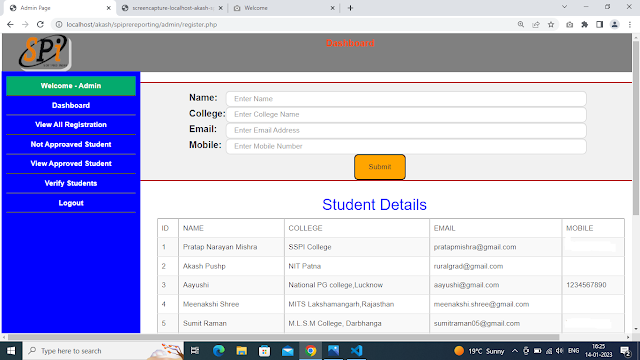 Admin Page
screencapture-localhost-akash-s
Welcome
localhost/akash/spiprereporting/admin/register.php
SPi
Dashboard
Welcome - Admin
Dashboard
View All Registration
Not Approaved Student
View Approved Student
Verify Students
Logout
Name: Enter Name
College: Enter College Name
Email: Enter Email Address
Mobile: Enter Mobile Number
Submit
Student Details
ID NAME COLLEGE EMAIL MOBILE
1 Pratap Narayan Mishra SSPI College pratapmishra@gmail.com
2 Akash Pushp NIT Patna ruralgrad@gmail.com
3 Aayushi National PG college,Lucknow aayushi@gmail.com 1234567890
4 Meenakshi Shree MITS Lakshamangarh,Rajasthan meenakshi.shree@gmail.com
5 Sumit Raman M.L.S.M College, Darbhanga sumitraman05@gmail.com
Type here to search
19°C Sunny
ENG
16:25
14-01-2023